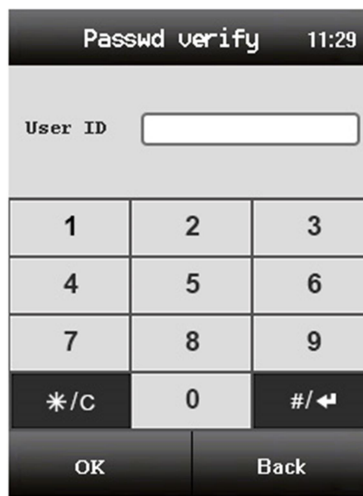 Passwd verify 11:29
User ID
1 2 3
4 5 6
7 8 9
*/C 0 #/↵
OK Back